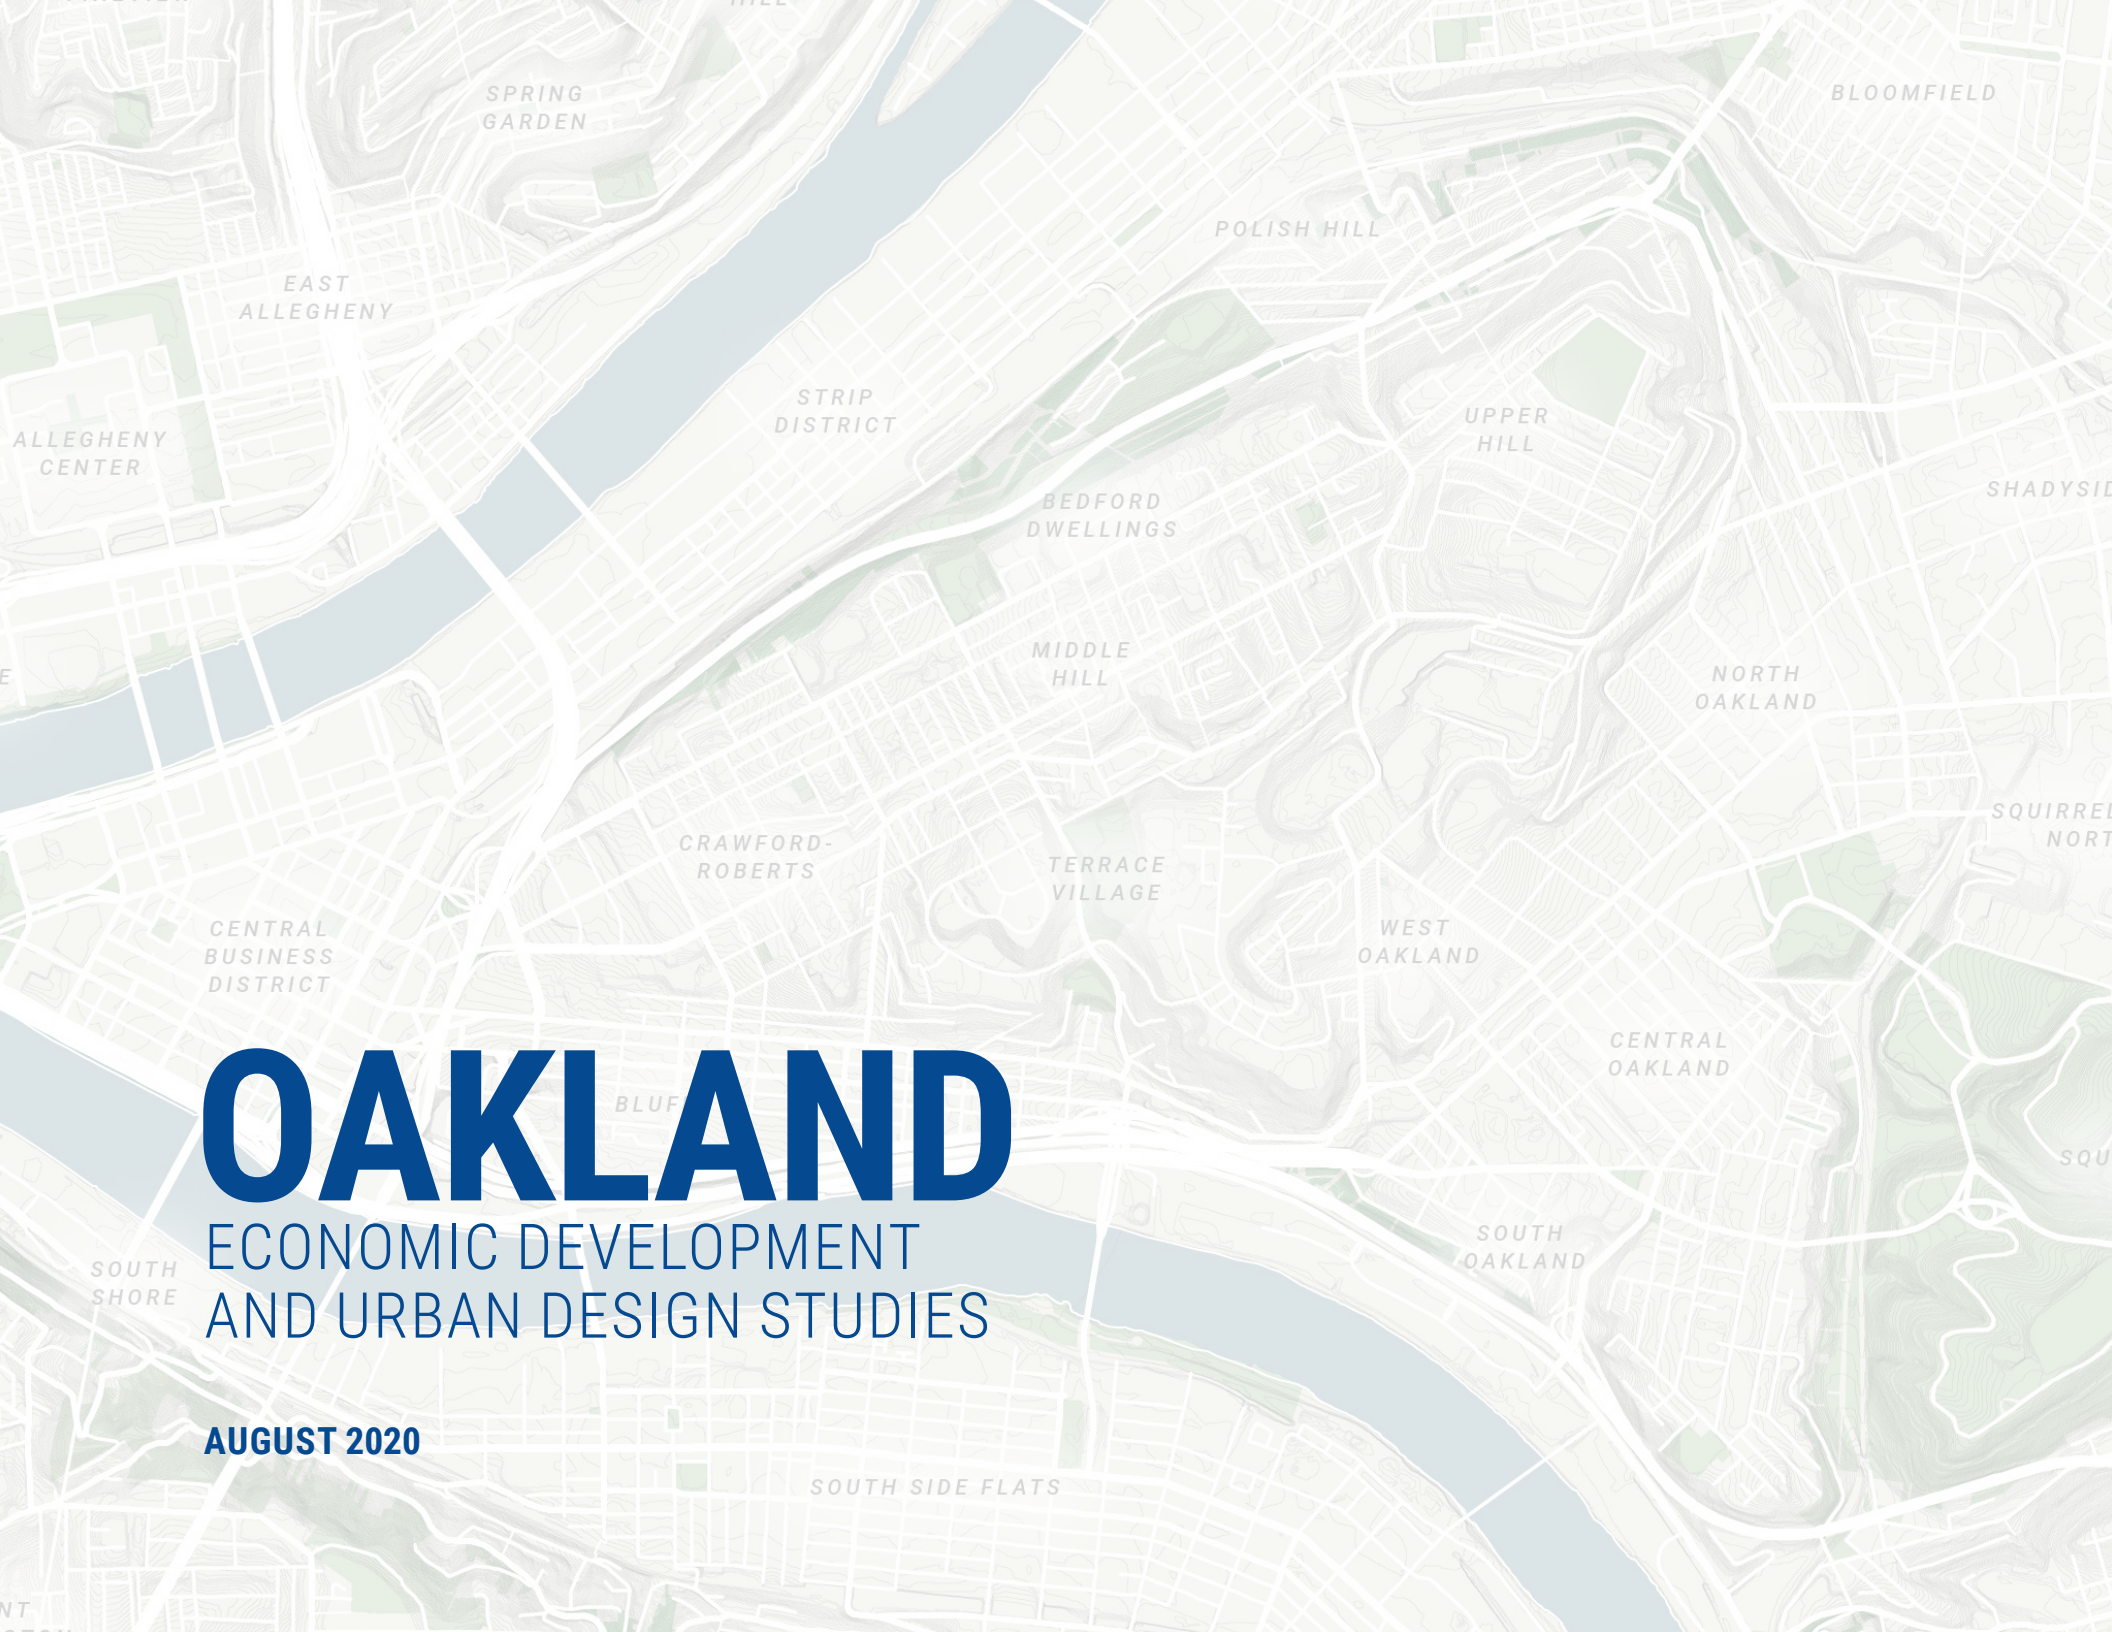 SPRING
GARDEN
BLOOMFIELD
POLISH HILL
EAST
ALLEGHENY
STRIP
DISTRICT
UPPER
HILL
ALLEGHENY
CENTER
BEDFORD
DWELLINGS
MIDDLE
HILL
NORTH
OAKLAND
CRAWFORD-
ROBERTS
TERRACE
VILLAGE
CENTRAL
BUSINESS
DISTRICT
WEST
OAKLAND
CENTRAL
OAKLAND
OAKLAND
ECONOMIC DEVELOPMENT
AND URBAN DESIGN STUDIES
SOUTH
SHORE
SOUTH
OAKLAND
AUGUST 2020
SOUTH SIDE FLATS